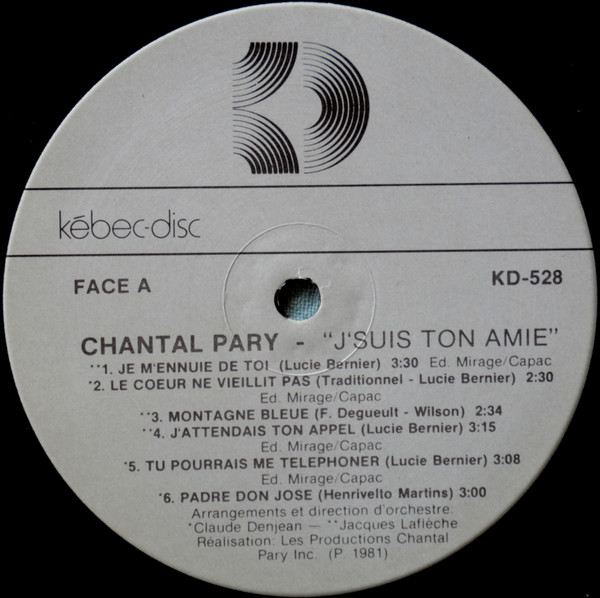 kébec-disc
FACE A
KD-528
CHANTAL PARY - "J'SUIS TON AMIE"
**1. JE M'ENNUIE DE TOI (Lucie Bernier) 3:30 Ed. Mirage/Capac
*2. LE COEUR NE VIEILLIT PAS (Traditionnel - Lucie Bernier) 2:30
Ed. Mirage/Capac
**3. MONTAGNE BLEUE (F. Degueult - Wilson) 2:34
**4. J'ATTENDAIS TON APPEL (Lucie Bernier) 3:15
Ed. Mirage/Capac
*5. TU POURRAIS ME TELEPHONER (Lucie Bernier) 3:08
Ed. Mirage/Capac
*6. PADRE DON JOSE (Henrivelto Martins) 3:00
Arrangements et direction d'orchestre:
*Claude Denjean — **Jacques Laflèche
Réalisation: Les Productions Chantal
Pary Inc. (P 1981)